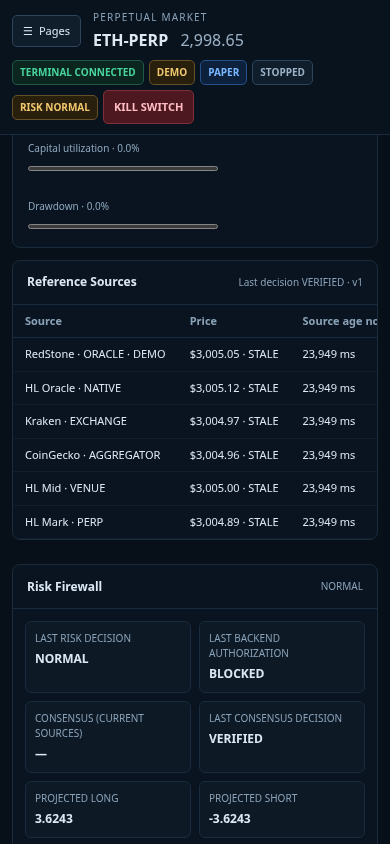 ☰ Pages
PERPETUAL MARKET
ETH-PERP 2,998.65
TERMINAL CONNECTED DEMO PAPER STOPPED
RISK NORMAL KILL SWITCH
Capital utilization · 0.0%
Drawdown · 0.0%
Reference Sources Last decision VERIFIED · v1
Source Price Source age no
RedStone · ORACLE · DEMO $3,005.05 · STALE 23,949 ms
HL Oracle · NATIVE $3,005.12 · STALE 23,949 ms
Kraken · EXCHANGE $3,004.97 · STALE 23,949 ms
CoinGecko · AGGREGATOR $3,004.96 · STALE 23,949 ms
HL Mid · VENUE $3,005.00 · STALE 23,949 ms
HL Mark · PERP $3,004.89 · STALE 23,949 ms
Risk Firewall NORMAL
LAST RISK DECISION
NORMAL
LAST BACKEND
AUTHORIZATION
BLOCKED
CONSENSUS (CURRENT
SOURCES)
—
LAST CONSENSUS DECISION
VERIFIED
PROJECTED LONG
3.6243
PROJECTED SHORT
-3.6243